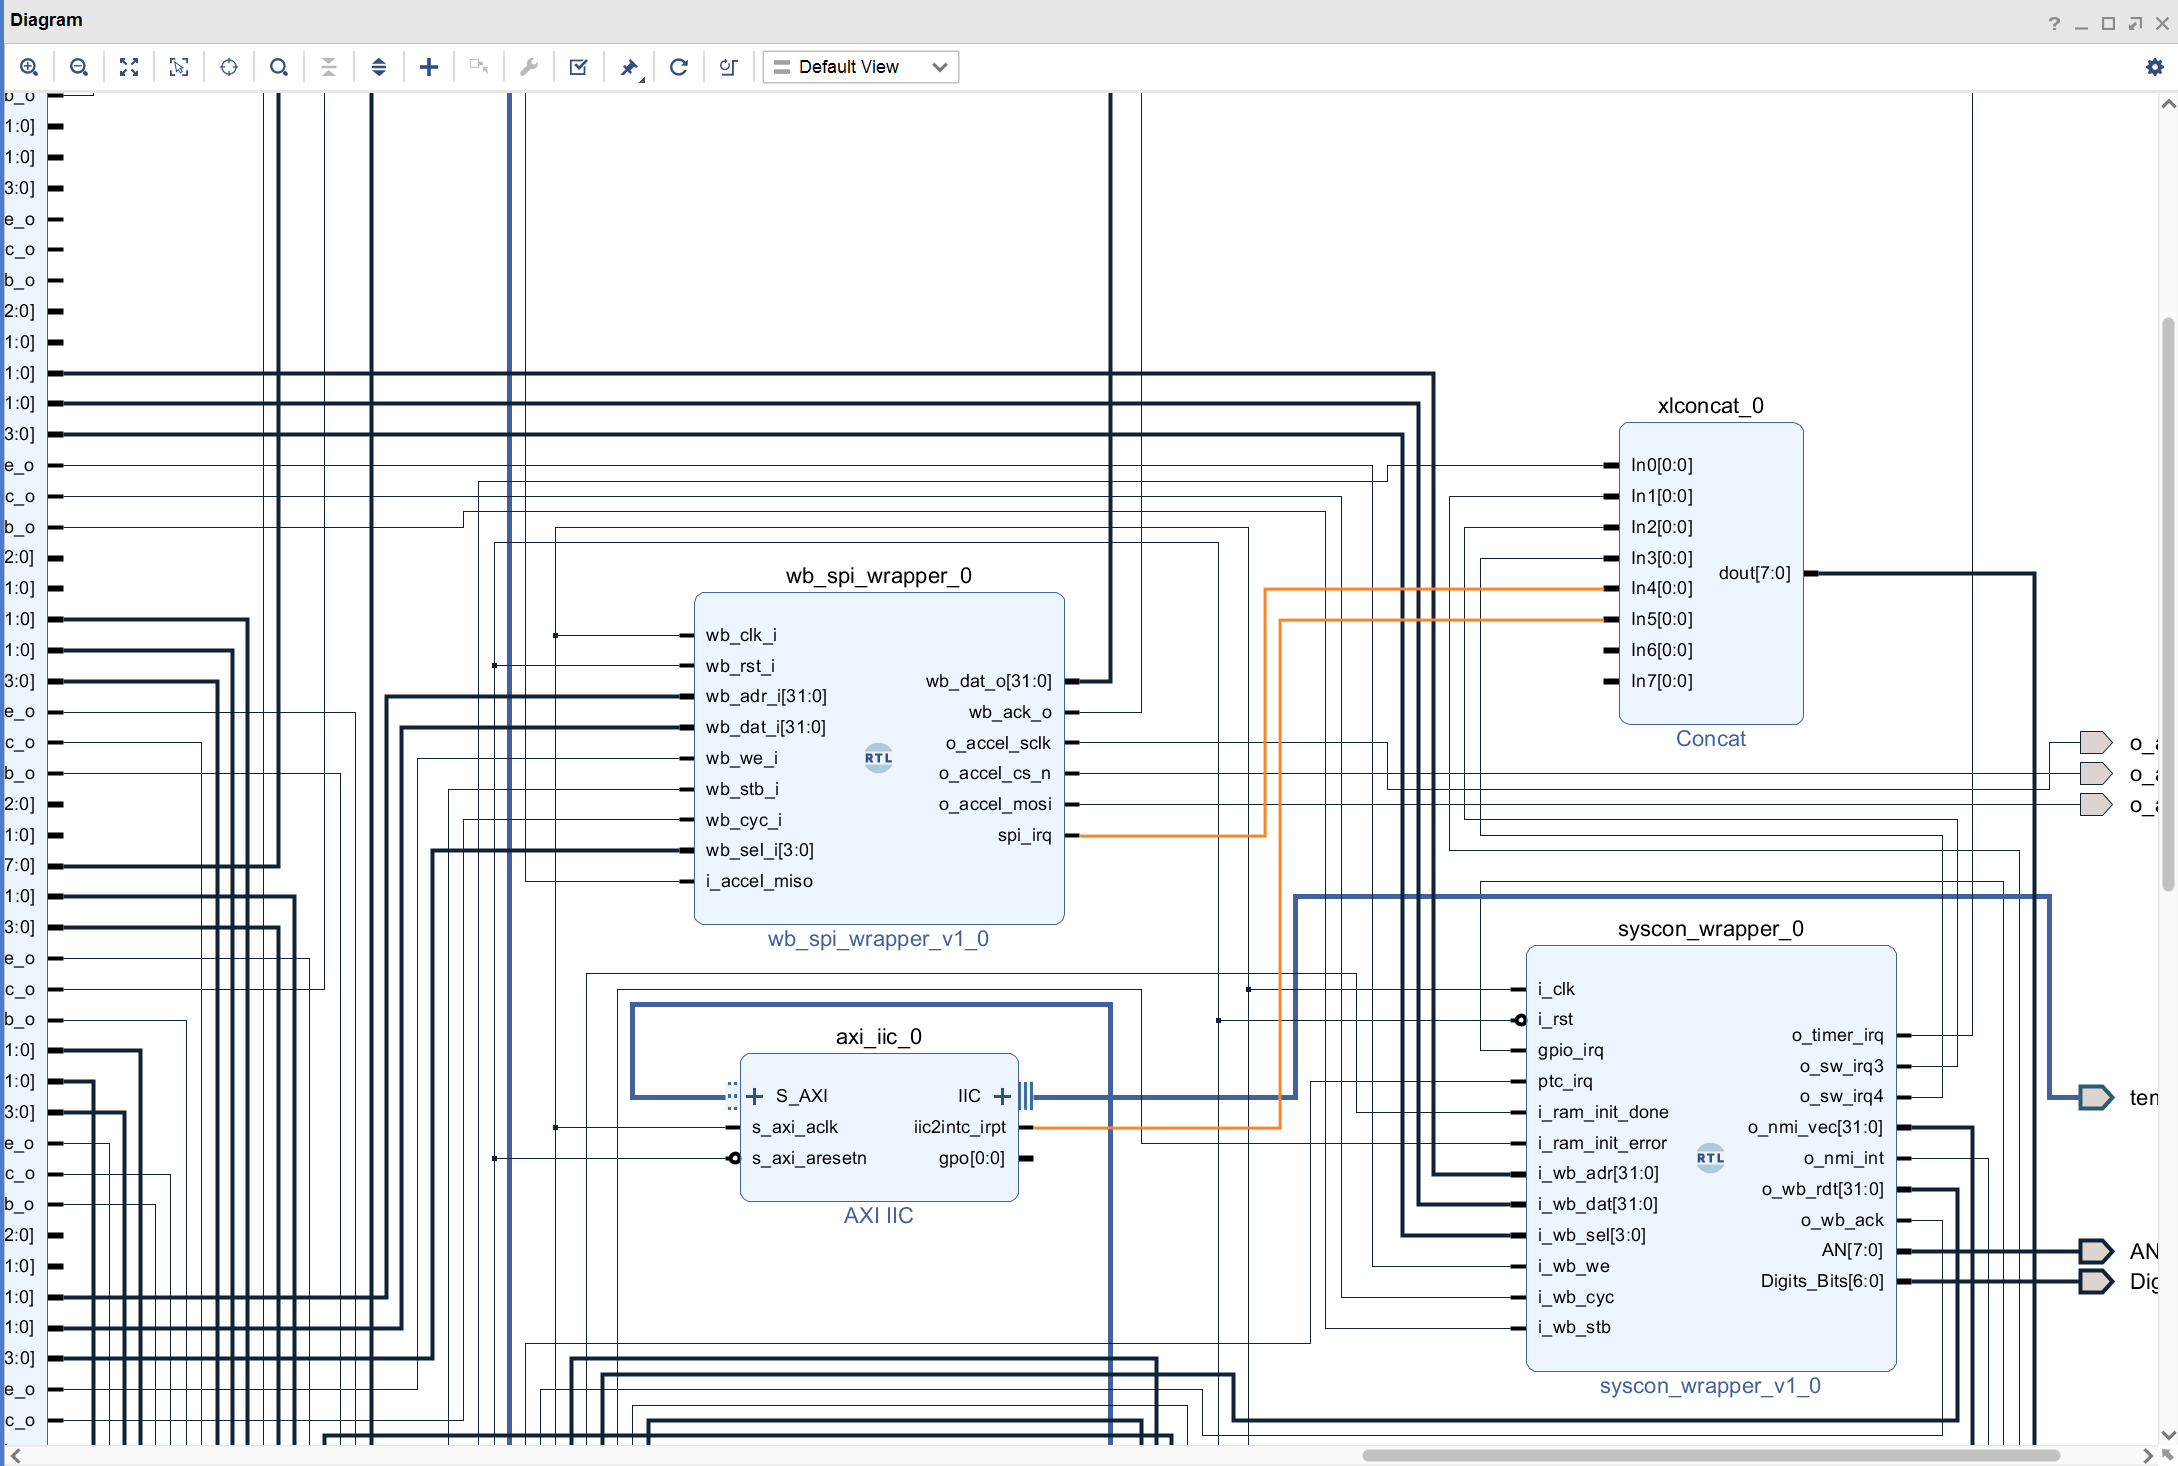 Diagram
Default View
b_o
1:0]
1:0]
3:0]
e_o
c_o
b_o
2:0]
1:0]
1:0]
1:0]
3:0]
e_o
c_o
b_o
2:0]
1:0]
1:0]
1:0]
3:0]
e_o
c_o
b_o
2:0]
1:0]
7:0]
1:0]
3:0]
e_o
c_o
b_o
1:0]
1:0]
3:0]
e_o
c_o
b_o
2:0]
1:0]
1:0]
1:0]
3:0]
e_o
c_o
wb_spi_wrapper_0
wb_clk_i
wb_rst_i
wb_adr_i[31:0]
wb_dat_i[31:0]
wb_we_i
wb_stb_i
wb_cyc_i
wb_sel_i[3:0]
i_accel_miso
RTL
wb_dat_o[31:0]
wb_ack_o
o_accel_sclk
o_accel_cs_n
o_accel_mosi
spi_irq
wb_spi_wrapper_v1_0
axi_iic_0
S_AXI
s_axi_aclk
s_axi_aresetn
IIC
iic2intc_irpt
gpo[0:0]
AXI IIC
xlconcat_0
In0[0:0]
In1[0:0]
In2[0:0]
In3[0:0]
In4[0:0]
In5[0:0]
In6[0:0]
In7[0:0]
dout[7:0]
Concat
syscon_wrapper_0
i_clk
i_rst
gpio_irq
ptc_irq
i_ram_init_done
i_ram_init_error
i_wb_adr[31:0]
i_wb_dat[31:0]
i_wb_sel[3:0]
i_wb_we
i_wb_cyc
i_wb_stb
RTL
o_timer_irq
o_sw_irq3
o_sw_irq4
o_nmi_vec[31:0]
o_nmi_int
o_wb_rdt[31:0]
o_wb_ack
AN[7:0]
Digits_Bits[6:0]
syscon_wrapper_v1_0
o_a
o_a
o_a
ten
AN
Dig